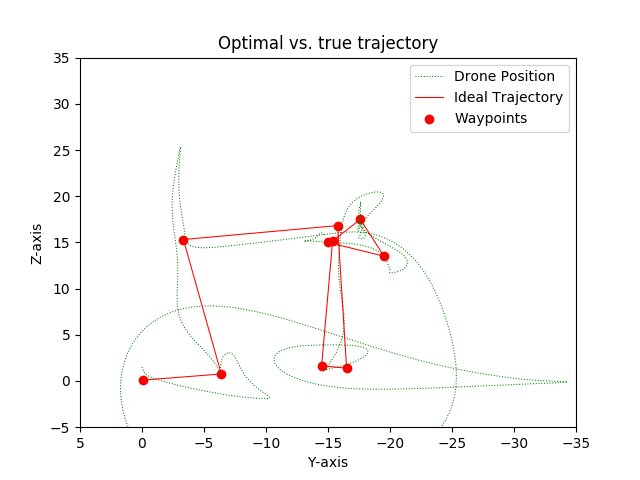 Optimal vs. true trajectory
Drone Position
Ideal Trajectory
Waypoints
Z-axis
35
30
25
20
15
10
5
0
−5
5 0 −5 −10 −15 −20 −25 −30 −35
Y-axis